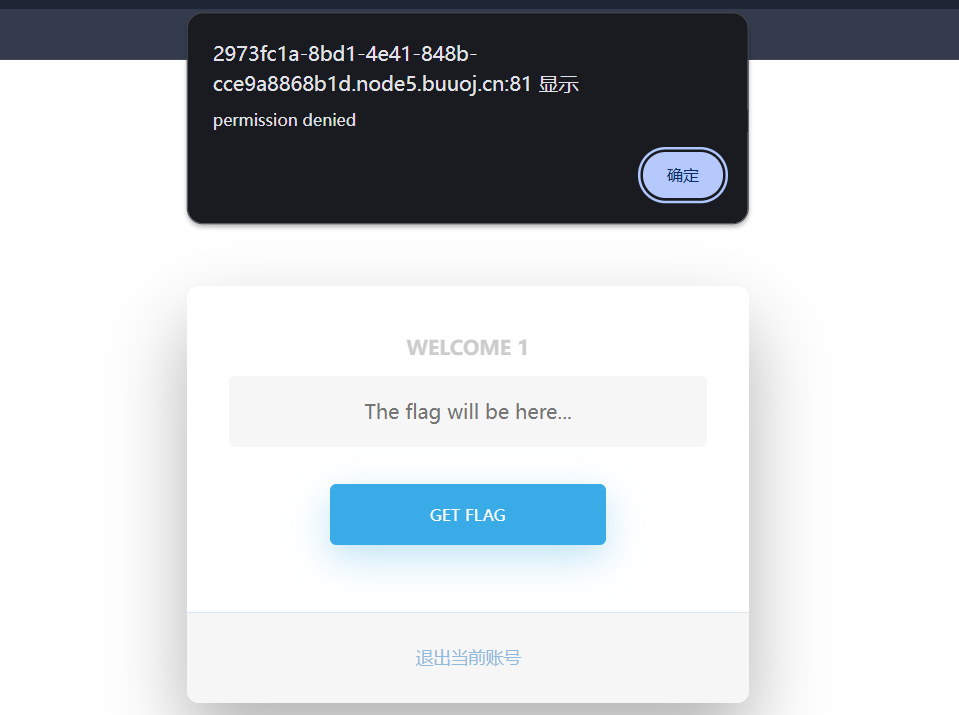 2973fc1a-8bd1-4e41-848b-
cce9a8868b1d.node5.buuoj.cn:81 显示
permission denied
确定
WELCOME 1
The flag will be here...
GET FLAG
退出当前账号